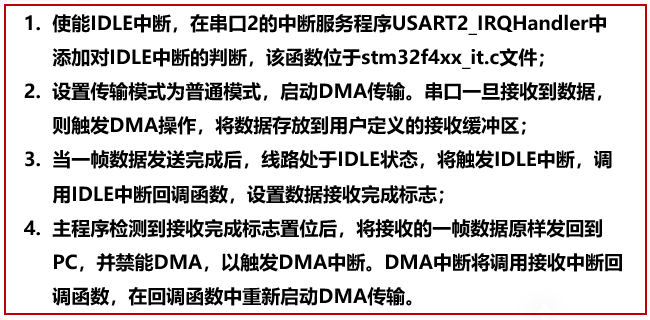 1. 使能IDLE中断，在串口2的中断服务程序USART2_IRQHandler中
添加对IDLE中断的判断，该函数位于stm32f4xx_it.c文件；
2. 设置传输模式为普通模式，启动DMA传输。串口一旦接收到数据，
则触发DMA操作，将数据存放到用户定义的接收缓冲区；
3. 当一帧数据发送完成后，线路处于IDLE状态，将触发IDLE中断，调
用IDLE中断回调函数，设置数据接收完成标志；
4. 主程序检测到接收完成标志置位后，将接收的一帧数据原样发回到
PC，并禁能DMA，以触发DMA中断。DMA中断将调用接收中断回
调函数，在回调函数中重新启动DMA传输。